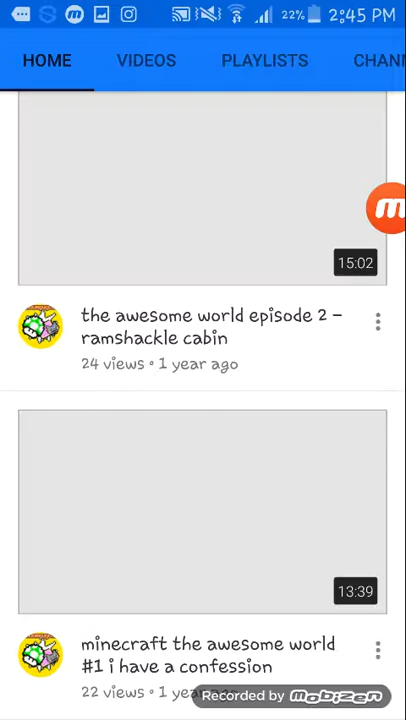 22% 2:45 PM
HOME VIDEOS PLAYLISTS CHANN
15:02
the awesome world episode 2 -
ramshackle cabin
24 views • 1 year ago
13:39
minecraft the awesome world
#1 i have a confession
22 views • 1 year ago
Recorded by MOBIZEN